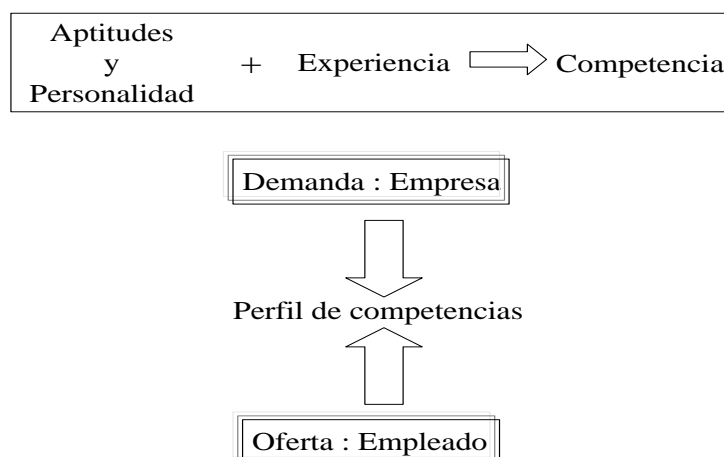 Aptitudes
y
Personalidad
+
Experiencia
Competencia
Demanda : Empresa
Perfil de competencias
Oferta : Empleado